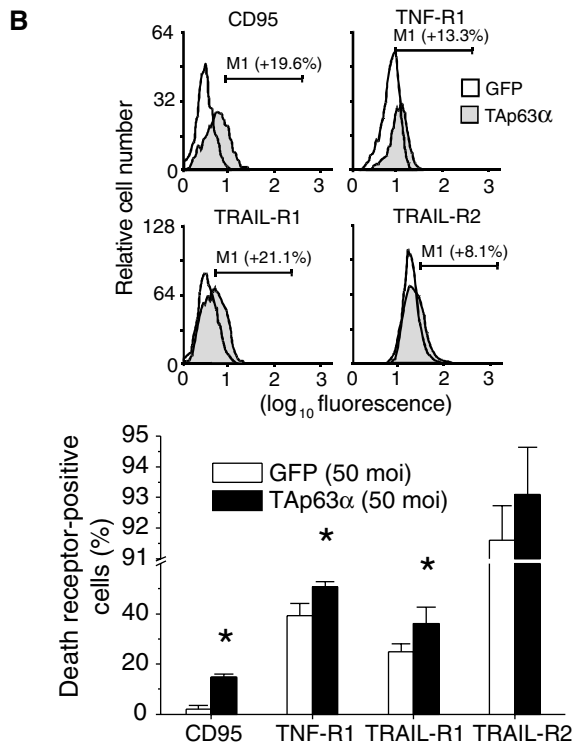 B
CD95
TNF-R1
64
32
0
M1 (+19.6%)
M1 (+13.3%)
GFP
TAp63α
0 1 2 3
0 1 2 3
Relative cell number
TRAIL-R1
TRAIL-R2
128
64
0
M1 (+21.1%)
M1 (+8.1%)
0 1 2 3
0 1 2 3
(log10 fluorescence)
95
94
93
92
91
40
20
0
Death receptor-positive
cells (%)
GFP (50 moi)
TAp63α (50 moi)
*
*
*
CD95 TNF-R1 TRAIL-R1 TRAIL-R2